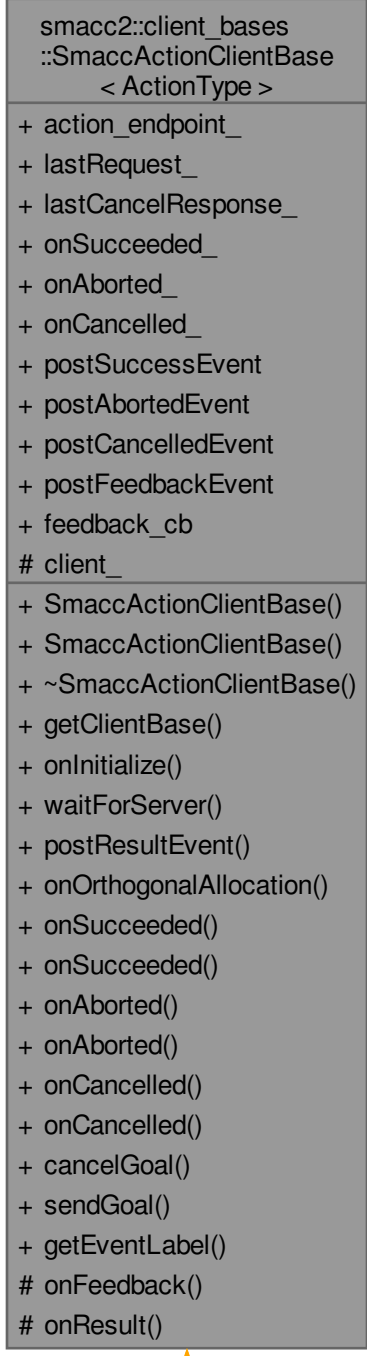 smacc2::client_bases
::SmaccActionClientBase
< ActionType >
+ action_endpoint_
+ lastRequest_
+ lastCancelResponse_
+ onSucceeded_
+ onAborted_
+ onCancelled_
+ postSuccessEvent
+ postAbortedEvent
+ postCancelledEvent
+ postFeedbackEvent
+ feedback_cb
# client_
+ SmaccActionClientBase()
+ SmaccActionClientBase()
+ ~SmaccActionClientBase()
+ getClientBase()
+ onInitialize()
+ waitForServer()
+ postResultEvent()
+ onOrthogonalAllocation()
+ onSucceeded()
+ onSucceeded()
+ onAborted()
+ onAborted()
+ onCancelled()
+ onCancelled()
+ cancelGoal()
+ sendGoal()
+ getEventLabel()
# onFeedback()
# onResult()